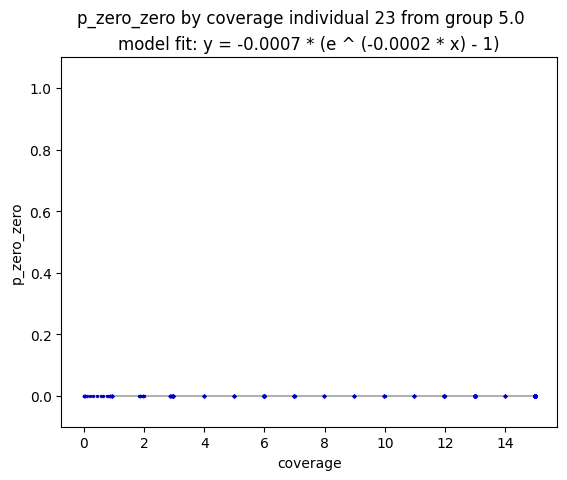 p_zero_zero by coverage individual 23 from group 5.0
model fit: y = -0.0007 * (e ^ (-0.0002 * x) - 1)
1.0
0.8
0.6
0.4
0.2
0.0
p_zero_zero
0 2 4 6 8 10 12 14
coverage